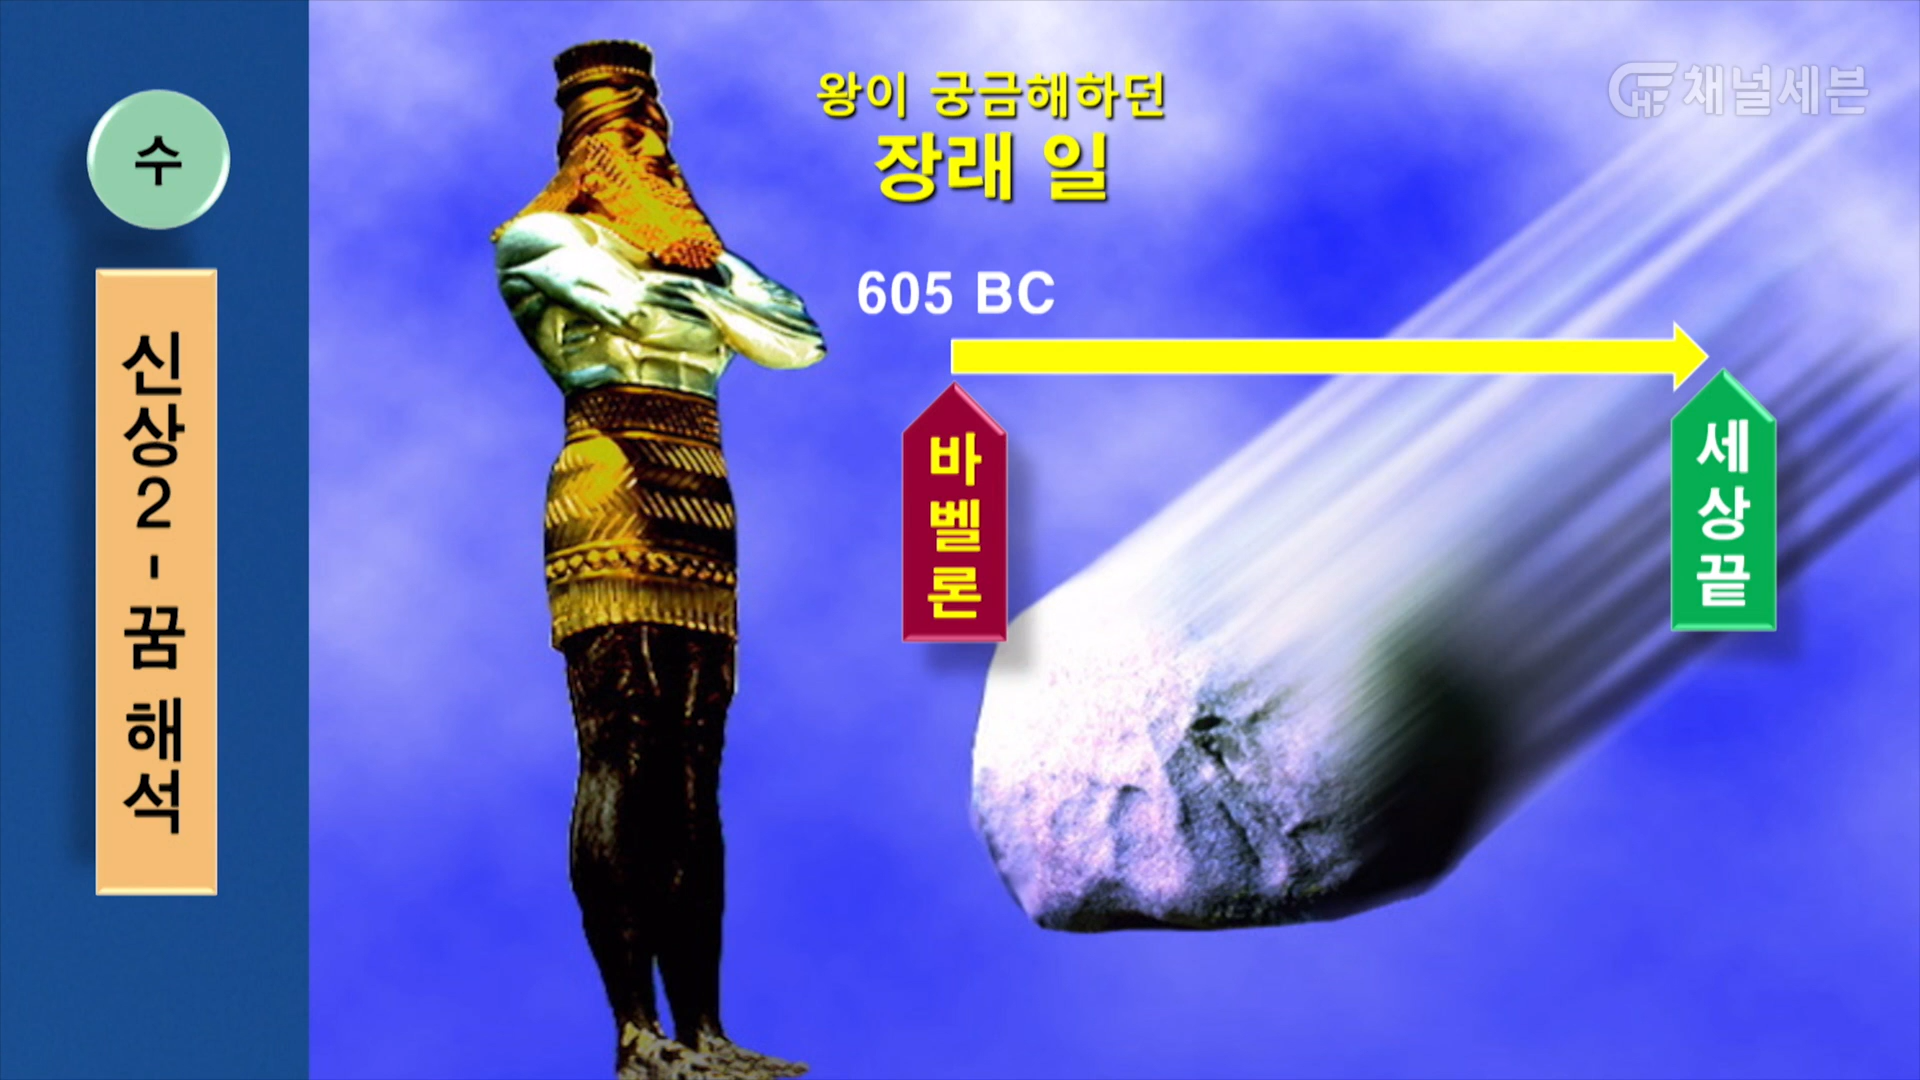 수
신상2 - 꿈 해석
왕이 궁금해하던
장래 일
605 BC
바벨론
세상끝
채널세븐